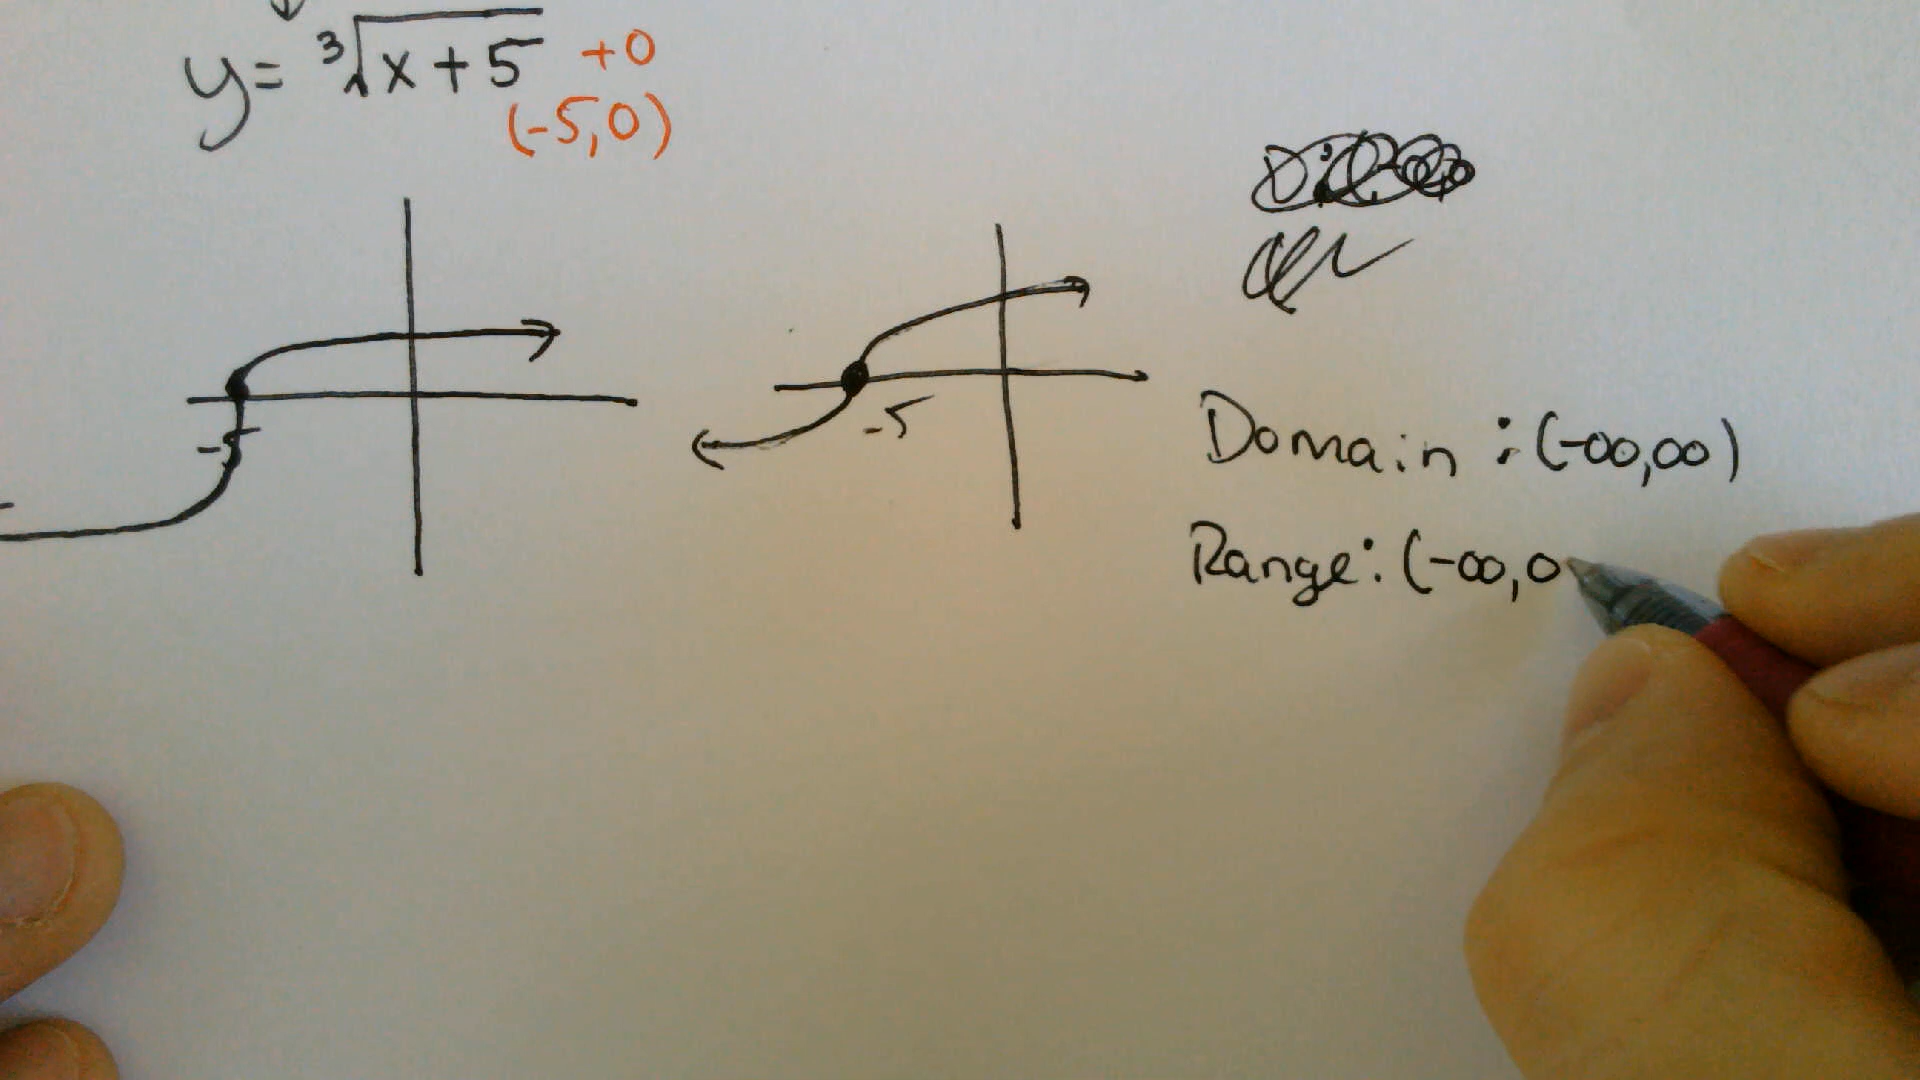 y = ³√x+5 +0
(-5,0)
-5
-5
Domain : (-∞,∞)
Range: (-∞,0